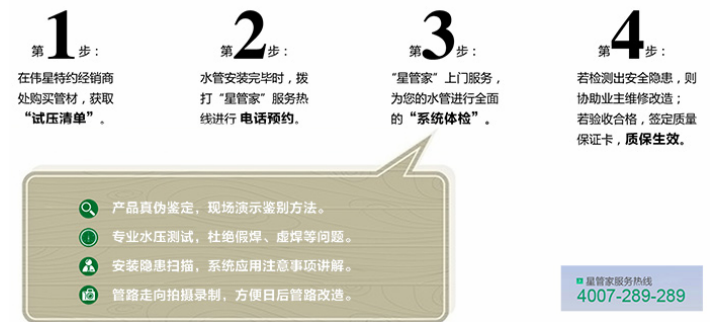 第1步：
在伟星特约经销商
处购买管材，获取
“试压清单”。
第2步：
水管安装完毕时，拨
打“星管家”服务热
线进行 电话预约。
第3步：
“星管家”上门服务，
为您的水管进行全面
的“系统体检”。
第4步：
若检测出安全隐患，则
协助业主维修改造；
若验收合格，签定质量
保证卡，质保生效。
产品真伪鉴定，现场演示鉴别方法。
专业水压测试，杜绝假焊、虚焊等问题。
安装隐患扫描，系统应用注意事项讲解。
管路走向拍摄录制，方便日后管路改造。
星管家服务热线
4007-289-289